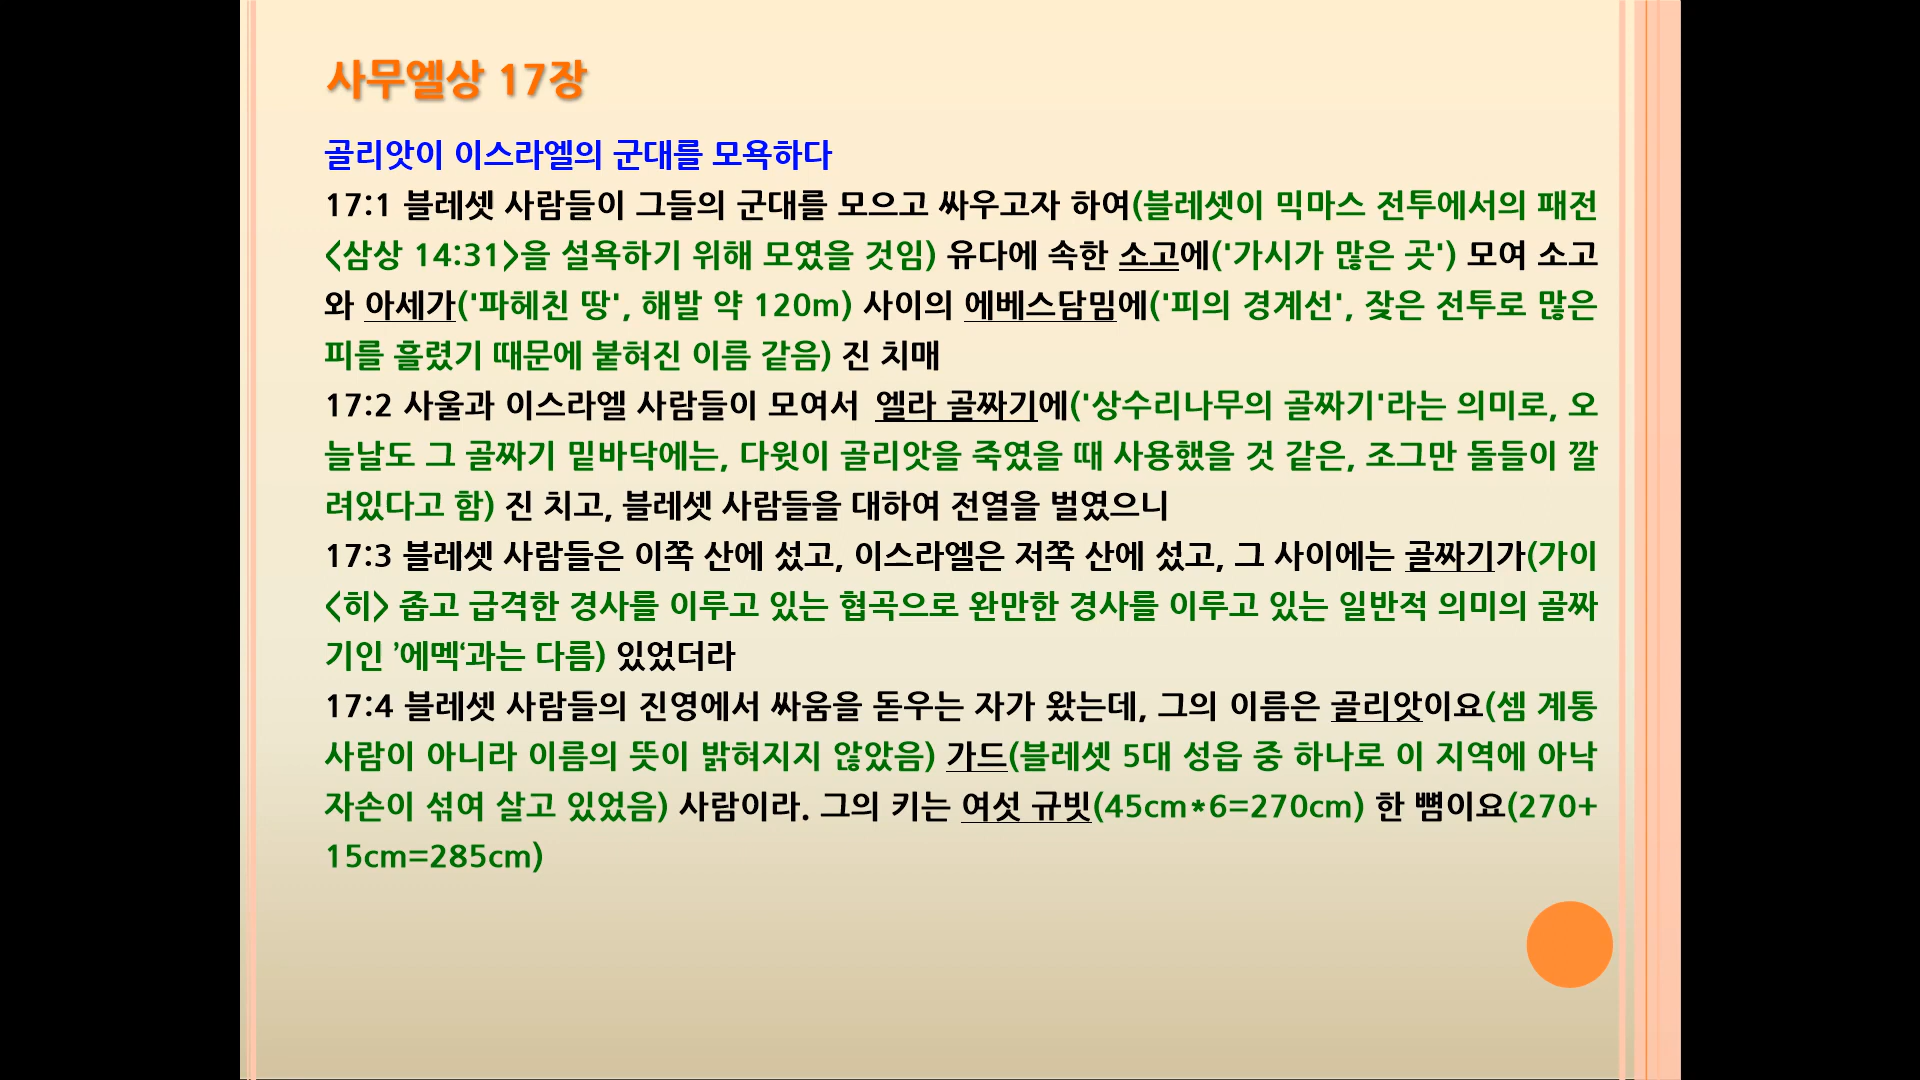 사무엘상 17장
골리앗이 이스라엘의 군대를 모욕하다
17:1 블레셋 사람들이 그들의 군대를 모으고 싸우고자 하여(블레셋이 믹마스 전투에서의 패전
<삼상 14:31>을 설욕하기 위해 모였을 것임) 유다에 속한 소고에('가시가 많은 곳') 모여 소고
와 아세가('파헤친 땅', 해발 약 120m) 사이의 에베스담밈에('피의 경계선', 잦은 전투로 많은
피를 흘렸기 때문에 붙혀진 이름 같음) 진 치매
17:2 사울과 이스라엘 사람들이 모여서 엘라 골짜기에('상수리나무의 골짜기'라는 의미로, 오
늘날도 그 골짜기 밑바닥에는, 다윗이 골리앗을 죽였을 때 사용했을 것 같은, 조그만 돌들이 깔
려있다고 함) 진 치고, 블레셋 사람들을 대하여 전열을 벌였으니
17:3 블레셋 사람들은 이쪽 산에 섰고, 이스라엘은 저쪽 산에 섰고, 그 사이에는 골짜기가(가이
<히> 좁고 급격한 경사를 이루고 있는 협곡으로 완만한 경사를 이루고 있는 일반적 의미의 골짜
기인 ’에멕‘과는 다름) 있었더라
17:4 블레셋 사람들의 진영에서 싸움을 돋우는 자가 왔는데, 그의 이름은 골리앗이요(셈 계통
사람이 아니라 이름의 뜻이 밝혀지지 않았음) 가드(블레셋 5대 성읍 중 하나로 이 지역에 아낙
자손이 섞여 살고 있었음) 사람이라. 그의 키는 여섯 규빗(45cm*6=270cm) 한 뼘이요(270+
15cm=285cm)